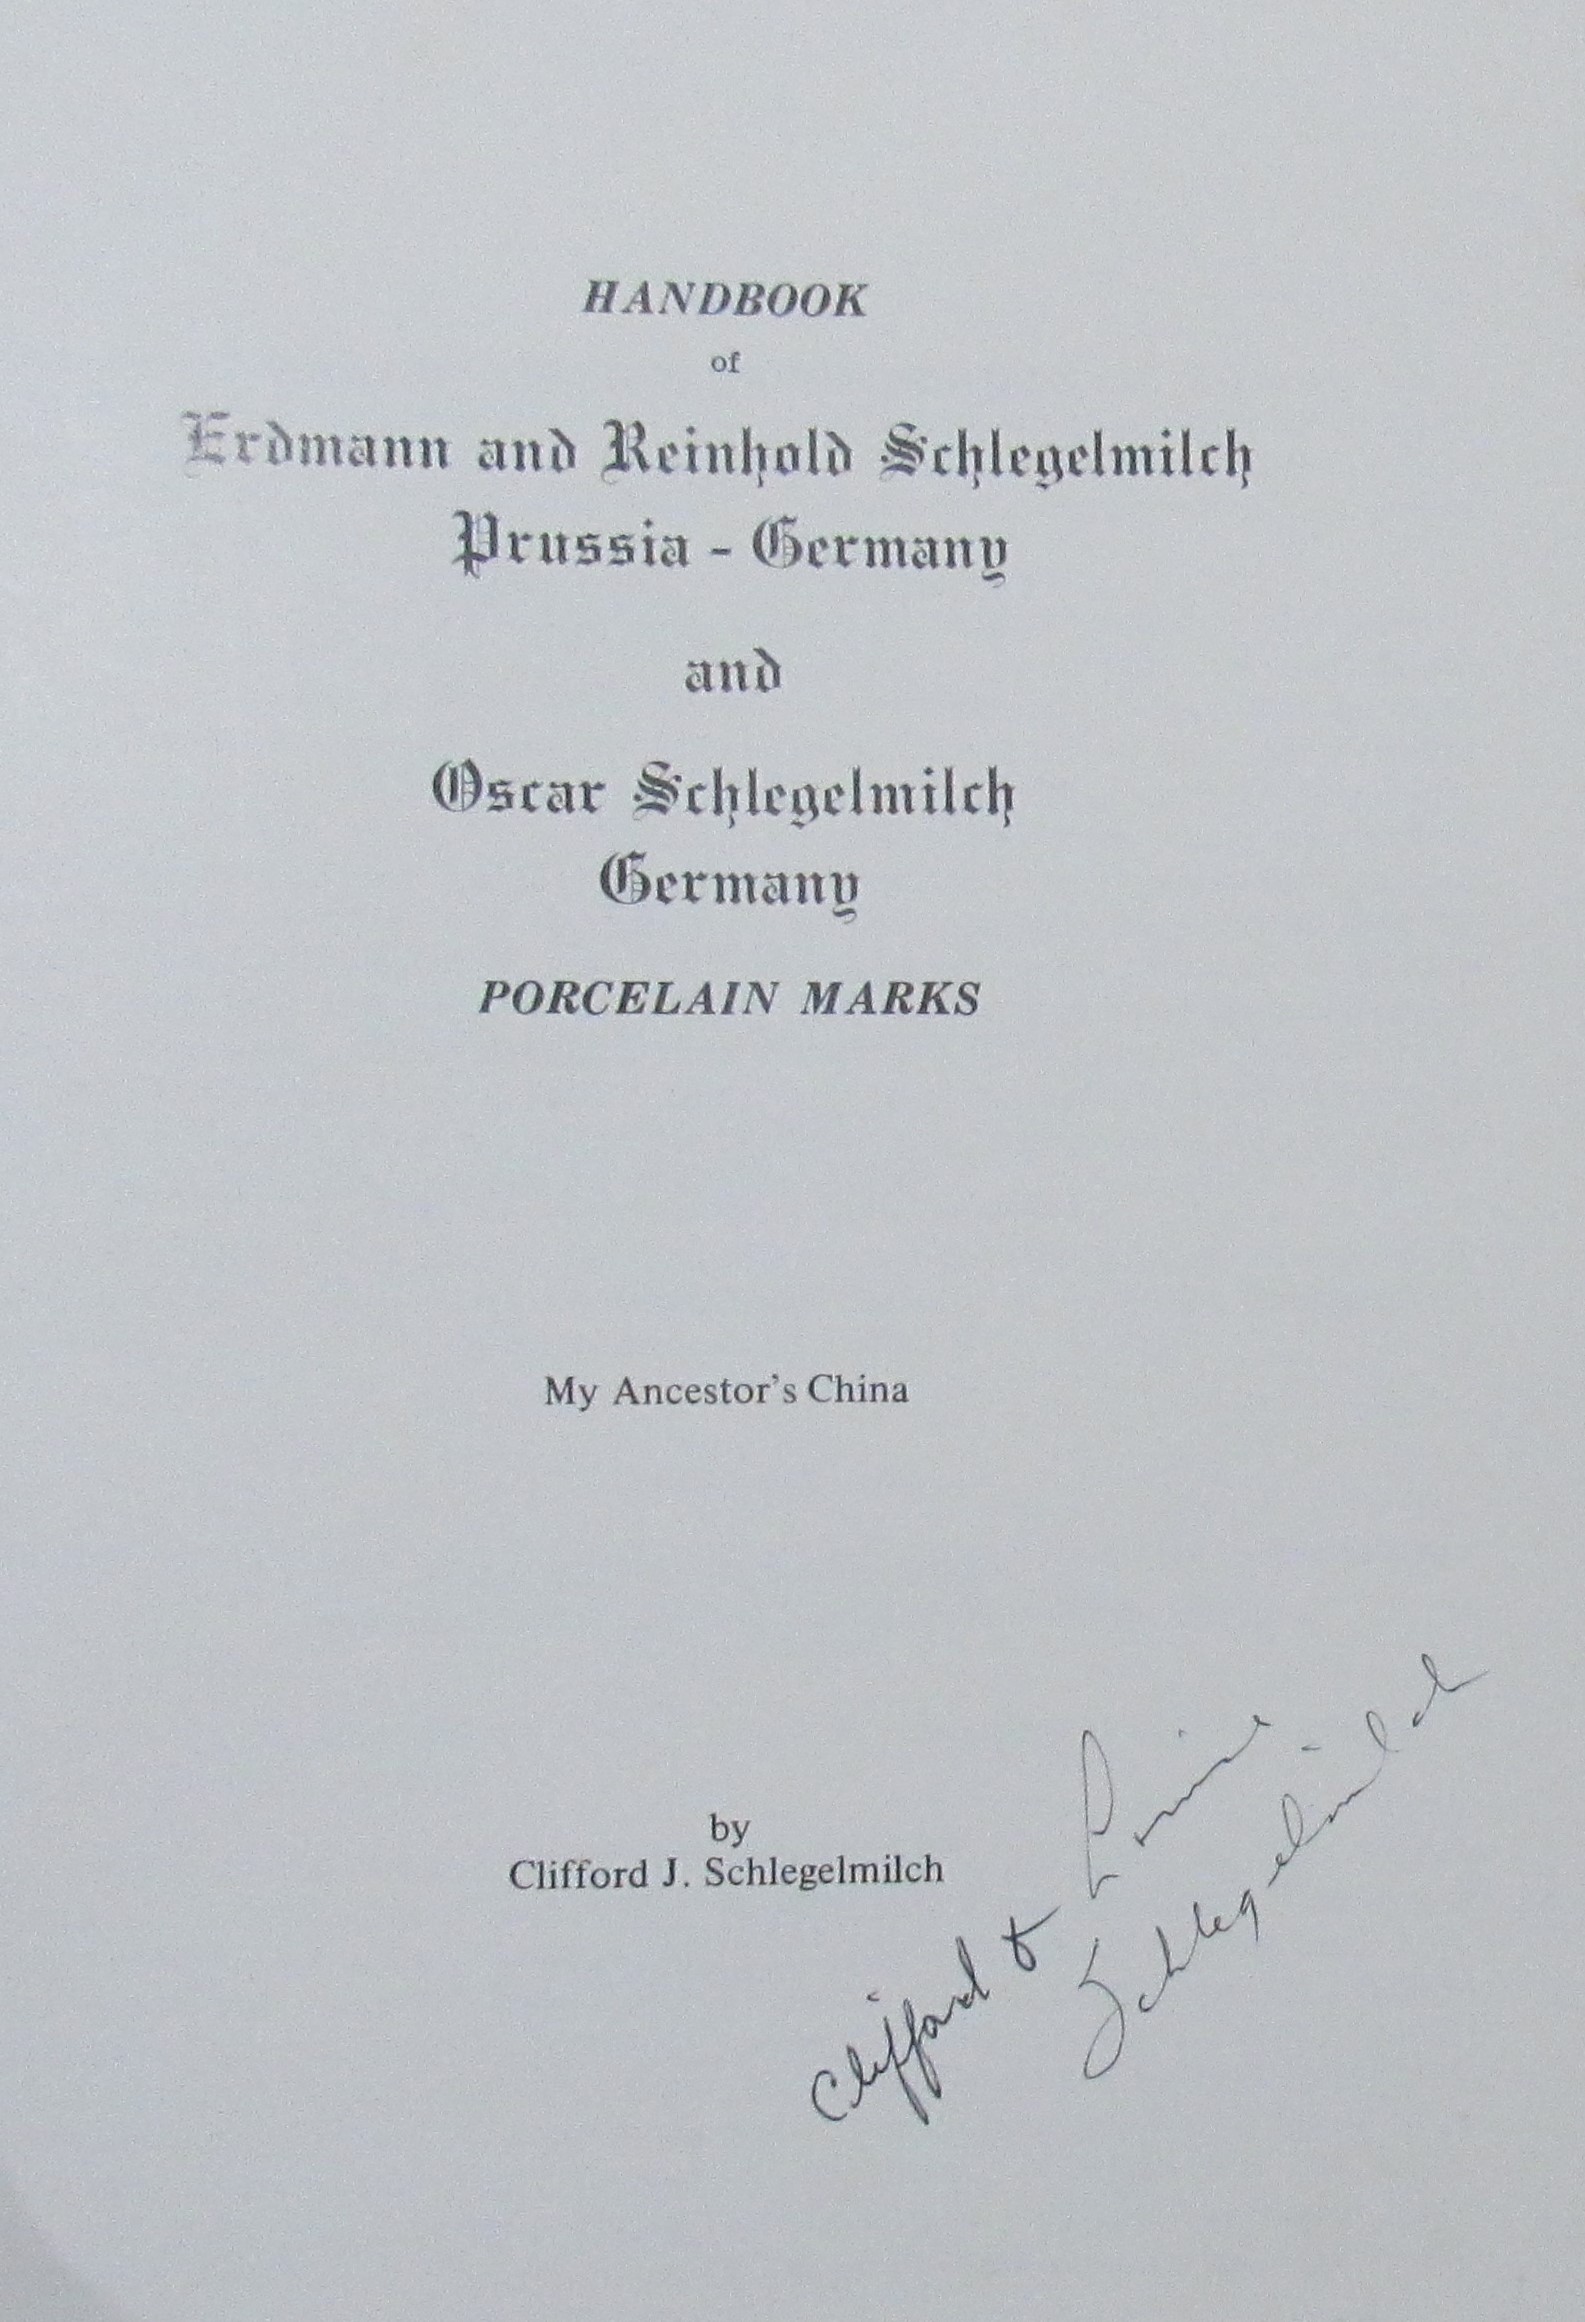 HANDBOOK
of
Erdmann and Reinhold Schlegelmilch
Prussia - Germany
and
Oscar Schlegelmilch
Germany
PORCELAIN MARKS
My Ancestor's China
by
Clifford J. Schlegelmilch
Clifford &
Schlegelmilch